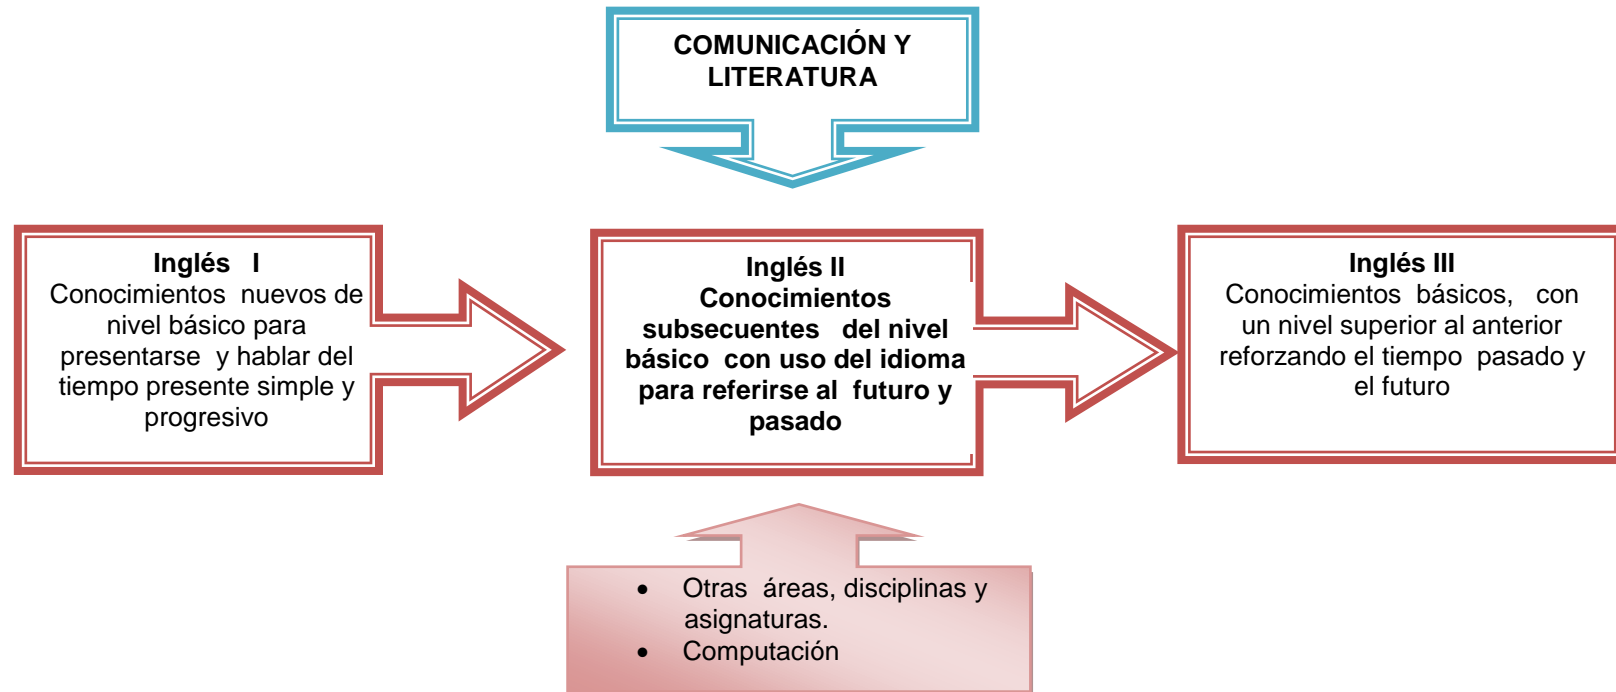 COMUNICACIÓN Y
LITERATURA
Inglés I
Conocimientos nuevos de
nivel básico para
presentarse y hablar del
tiempo presente simple y
progresivo
Inglés II
Conocimientos
subsecuentes del nivel
básico con uso del idioma
para referirse al futuro y
pasado
Inglés III
Conocimientos básicos, con
un nivel superior al anterior
reforzando el tiempo pasado y
el futuro
• Otras áreas, disciplinas y
asignaturas.
• Computación